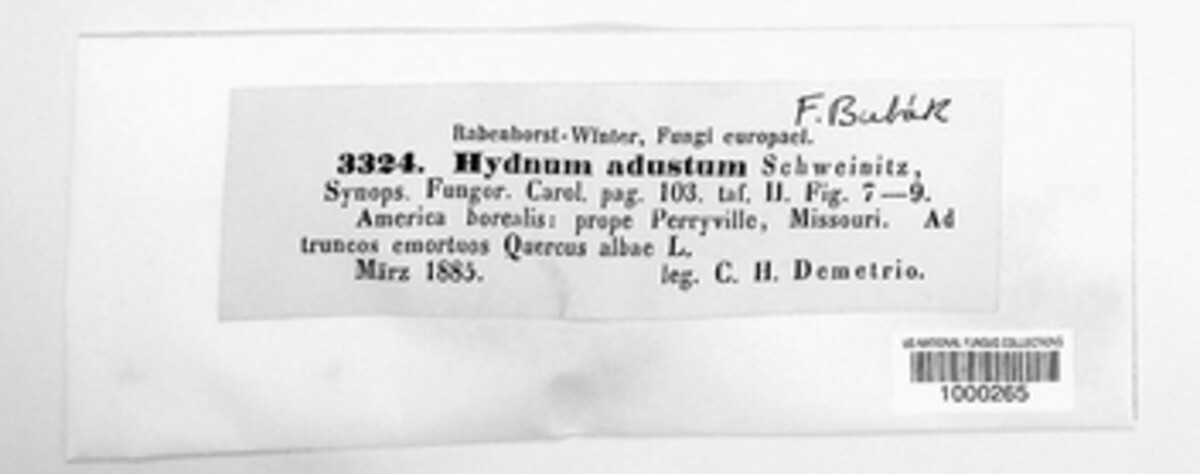 F. Bubák
Rabenhorst-Winter, Fungi europaei.
3324. Hydnum adustum Schweinitz,
Synops. Fungor. Carol. pag. 103. taf. II. Fig. 7—9.
America borealis: prope Perryville, Missouri. Ad
truncos emortuos Quercus albae L.
März 1885. leg. C. H. Demetrio.
US NATIONAL FUNGUS COLLECTIONS
1000265